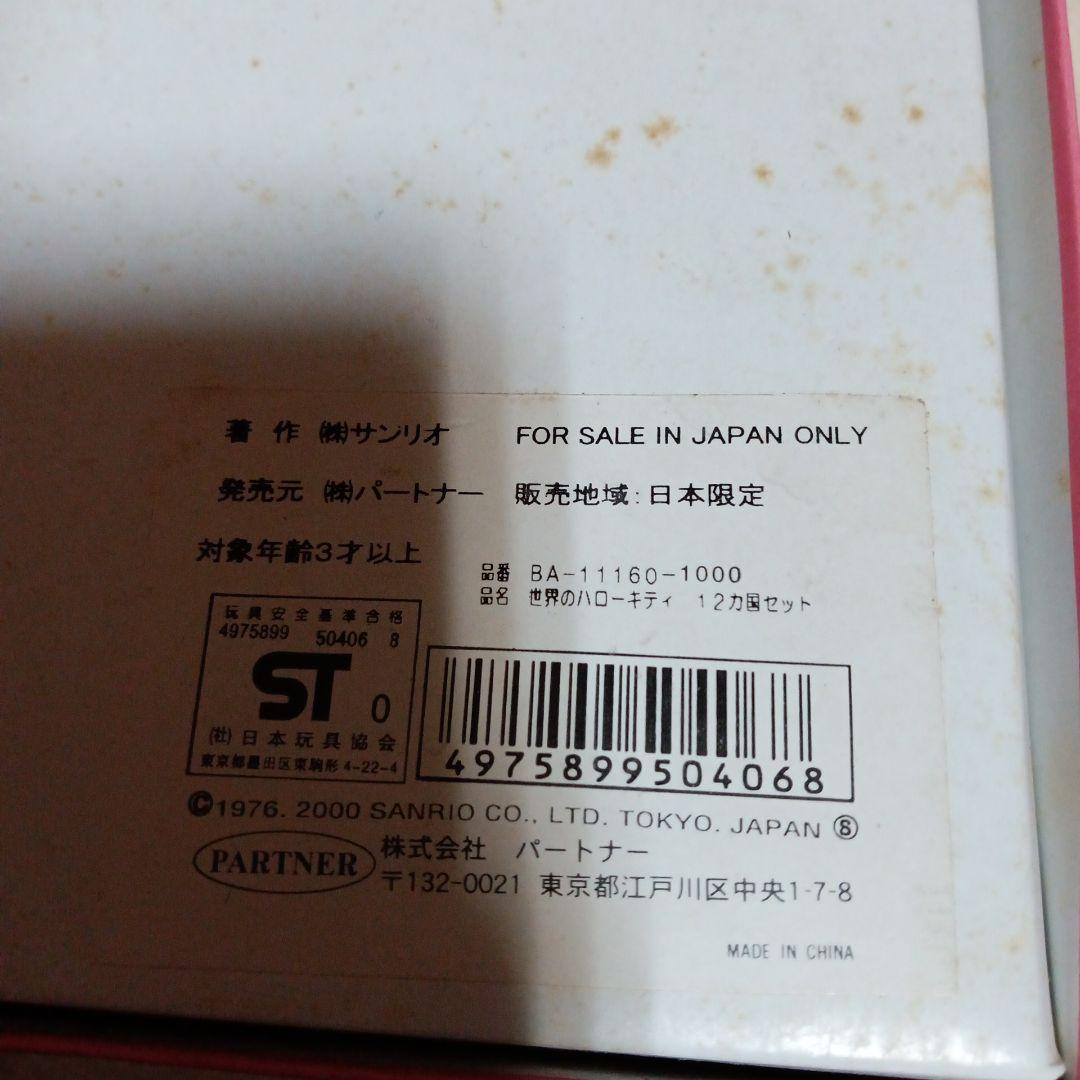 著 作 ㈱サンリオ FOR SALE IN JAPAN ONLY
発売元 ㈱パートナー 販売地域:日本限定
対象年齢3才以上
品番 BA-11160-1000
品名 世界のハローキティ 12カ国セット
玩具安全基準合格
4975899 50406 8
ST 0
㈳日本玩具協会
東京都墨田区東駒形4-22-4
4975899504068
©1976. 2000 SANRIO CO., LTD. TOKYO. JAPAN Ⓢ
PARTNER 株式会社 パートナー
〒132-0021 東京都江戸川区中央1-7-8
MADE IN CHINA